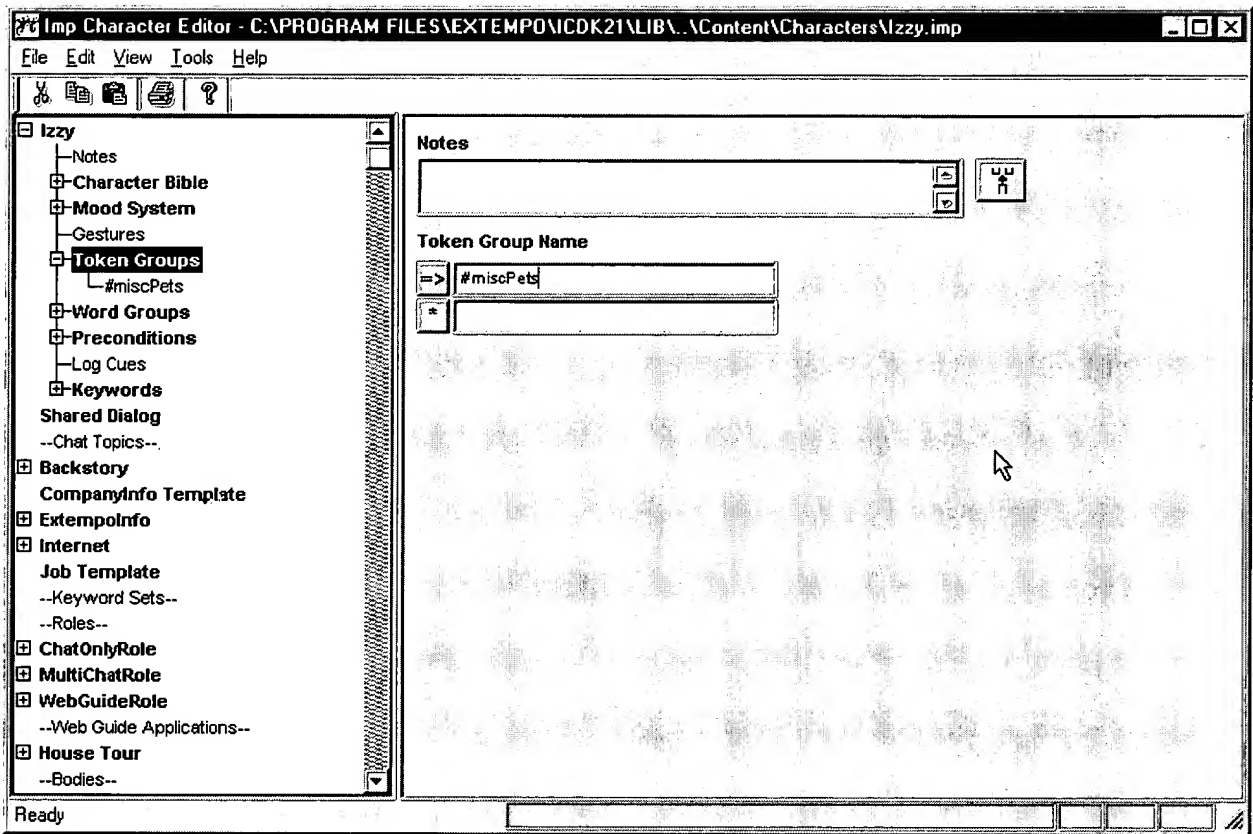 Imp Character Editor - C:\PROGRAM FILES\EXTEMPO\ICDK21\LIB\..\Content\Characters\Izzy.imp
File Edit View Tools Help
Izzy
Notes
Character Bible
Mood System
Gestures
Token Groups
#miscPets
Word Groups
Preconditions
Log Cues
Keywords
Shared Dialog
--Chat Topics--
Backstory
CompanyInfo Template
ExtempoInfo
Internet
Job Template
--Keyword Sets--
--Roles--
ChatOnlyRole
MultiChatRole
WebGuideRole
--Web Guide Applications--
House Tour
--Bodies--
Notes
Token Group Name
=> #miscPets
*
Ready